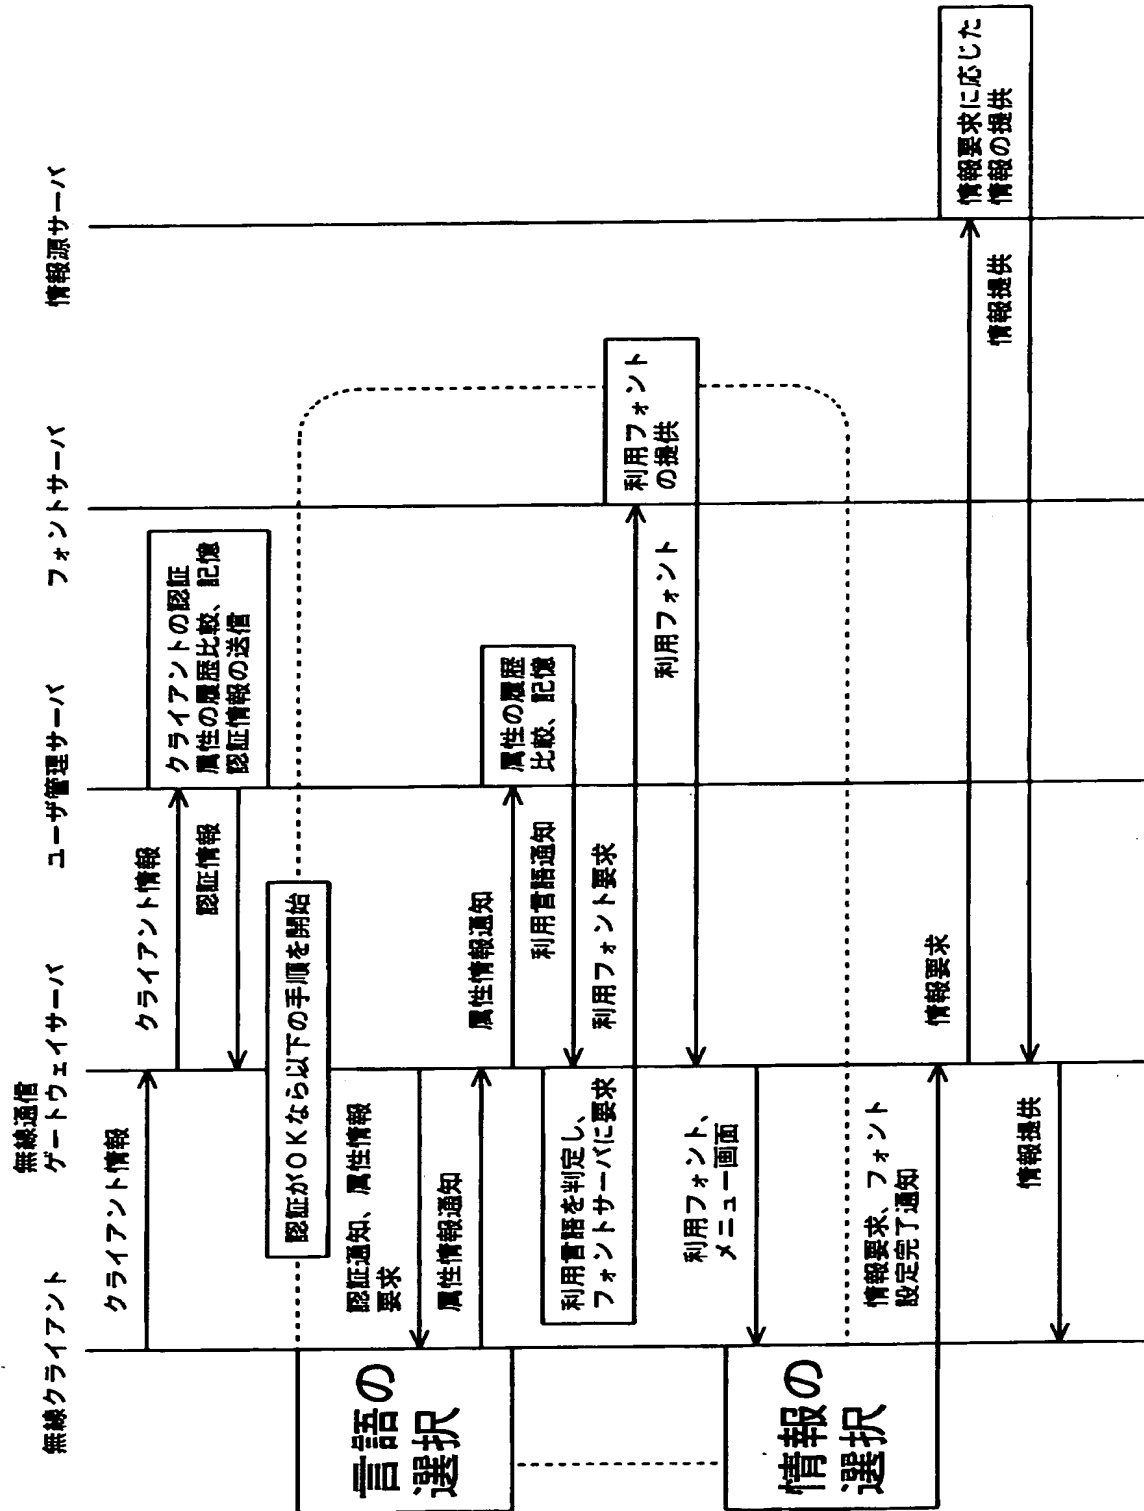 無線クライアント
無線通信
ゲートウェイサーバ
ユーザ管理サーバ
フォントサーバ
情報源サーバ
クライアント情報
クライアント情報
クライアントの認証
属性の履歴比較、記憶
認証情報の送信
認証情報
認証がOKなら以下の手順を開始
言語の
選択
認証通知、属性情報
要求
属性情報通知
属性情報通知
属性の履歴
比較、記憶
利用言語通知
利用言語を判定し、
フォントサーバに要求
利用フォント要求
利用フォント
の提供
利用フォント
利用フォント、
メニュー画面
情報の
選択
情報要求、フォント
設定完了通知
情報要求
情報要求に応じた
情報の提供
情報提供
情報提供